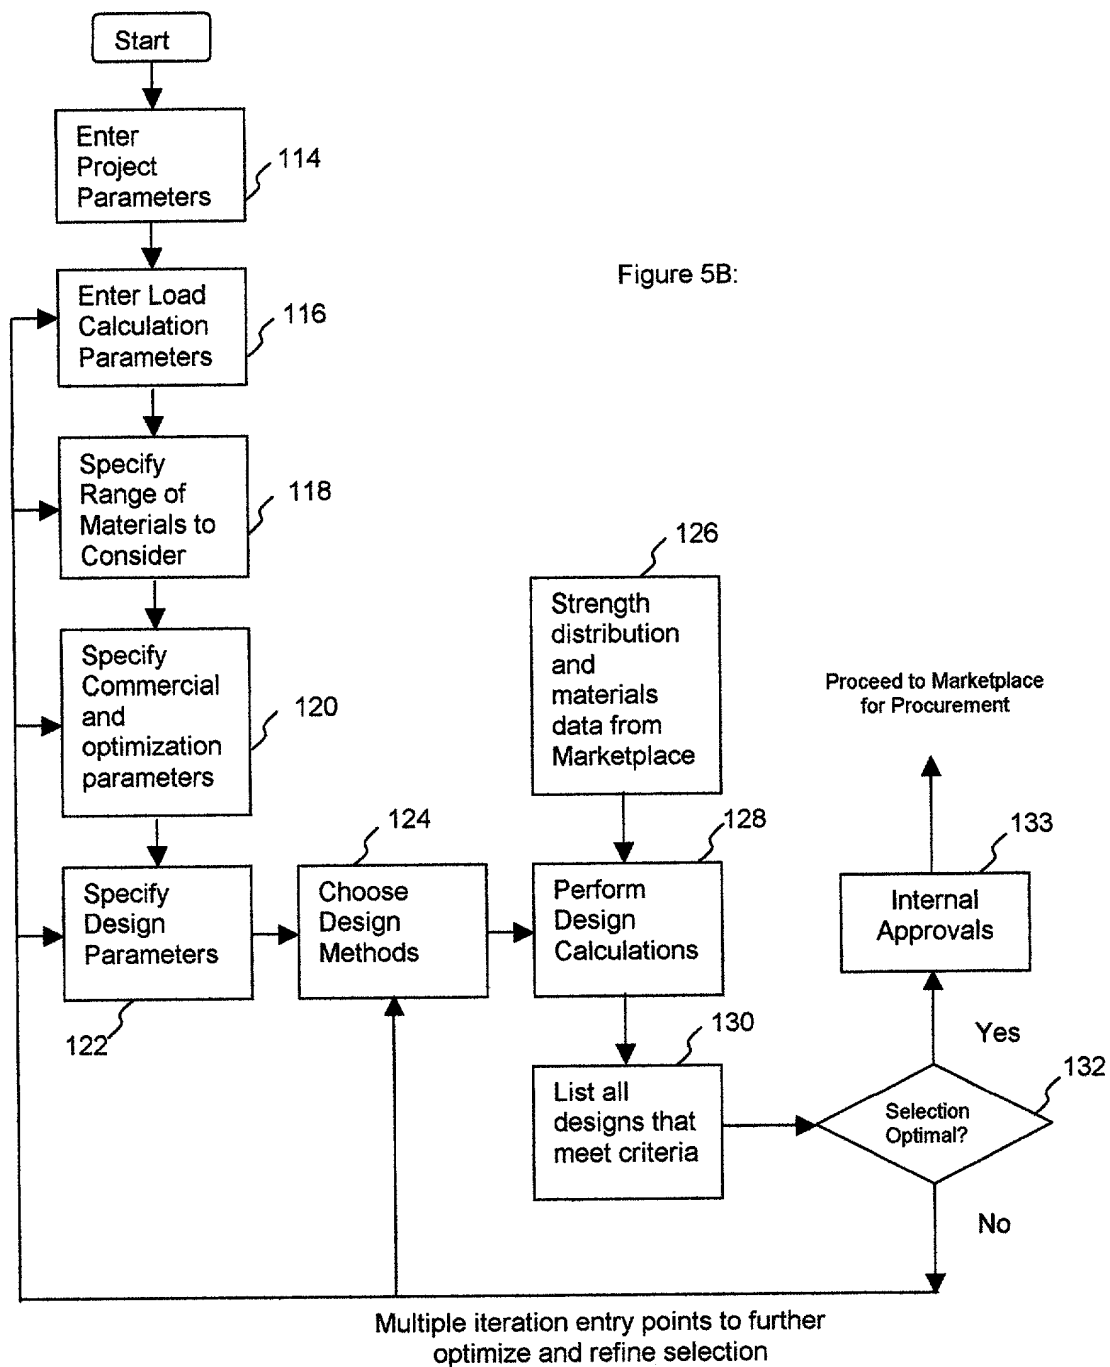 Start
Enter
Project
Parameters
114
Figure 5B:
Enter Load
Calculation
Parameters
116
Specify
Range of
Materials to
Consider
118
Specify
Commercial
and
optimization
parameters
120
Specify
Design
Parameters
122
Choose
Design
Methods
124
Strength
distribution
and
materials
data from
Marketplace
126
Perform
Design
Calculations
128
List all
designs that
meet criteria
130
Selection
Optimal?
132
Yes
No
Internal
Approvals
133
Proceed to Marketplace
for Procurement
Multiple iteration entry points to further
optimize and refine selection